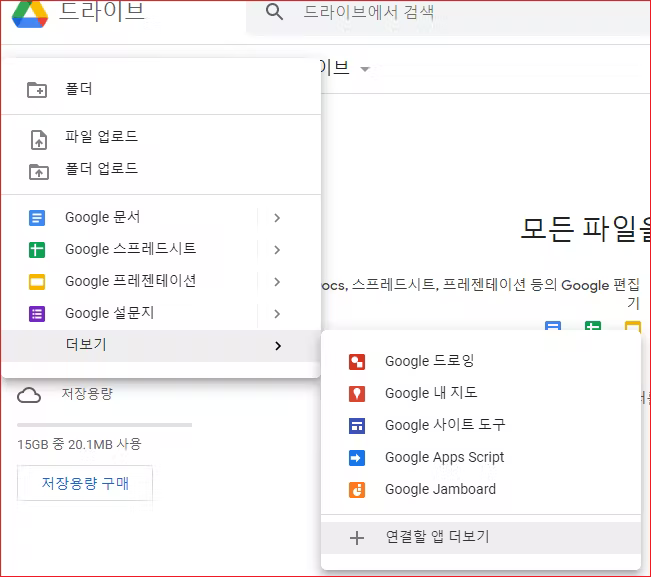 드라이브
드라이브에서 검색
이브
폴더
파일 업로드
폴더 업로드
Google 문서
Google 스프레드시트
Google 프레젠테이션
Google 설문지
더보기
모든 파일을
ocs, 스프레드시트, 프레젠테이션 등의 Google 편집
기
Google 드로잉
Google 내 지도
Google 사이트 도구
Google Apps Script
Google Jamboard
연결할 앱 더보기
저장용량
15GB 중 20.1MB 사용
저장용량 구매